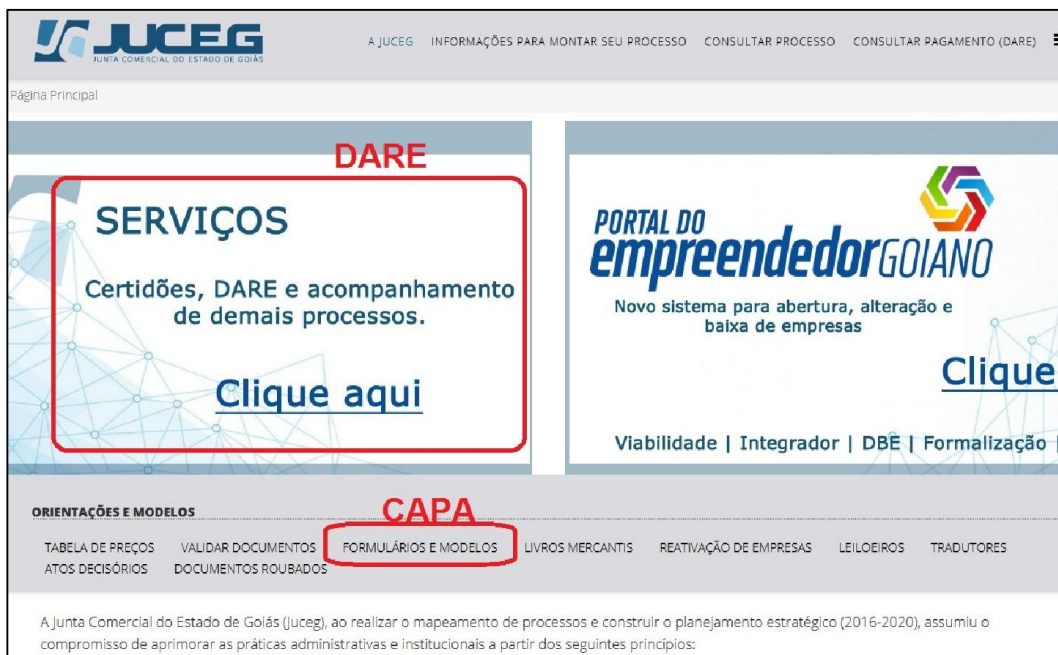 JUCEG
JUNTA COMERCIAL DO ESTADO DE GOIÁS
A JUCEG INFORMAÇÕES PARA MONTAR SEU PROCESSO CONSULTAR PROCESSO CONSULTAR PAGAMENTO (DARE)
Página Principal
DARE
SERVIÇOS
Certidões, DARE e acompanhamento
de demais processos.
Clique aqui
PORTAL DO
empreendedorGOIANO
Novo sistema para abertura, alteração e
baixa de empresas
Clique
Viabilidade | Integrador | DBE | Formalização |
ORIENTAÇÕES E MODELOS
CAPA
TABELA DE PREÇOS VALIDAR DOCUMENTOS FORMULÁRIOS E MODELOS LIVROS MERCANTIS REATIVAÇÃO DE EMPRESAS LEILOEIROS TRADUTORES
ATOS DECISÓRIOS DOCUMENTOS ROUBADOS
A Junta Comercial do Estado de Goiás (Juceg), ao realizar o mapeamento de processos e construir o planejamento estratégico (2016-2020), assumiu o
compromisso de aprimorar as práticas administrativas e institucionais a partir dos seguintes princípios: